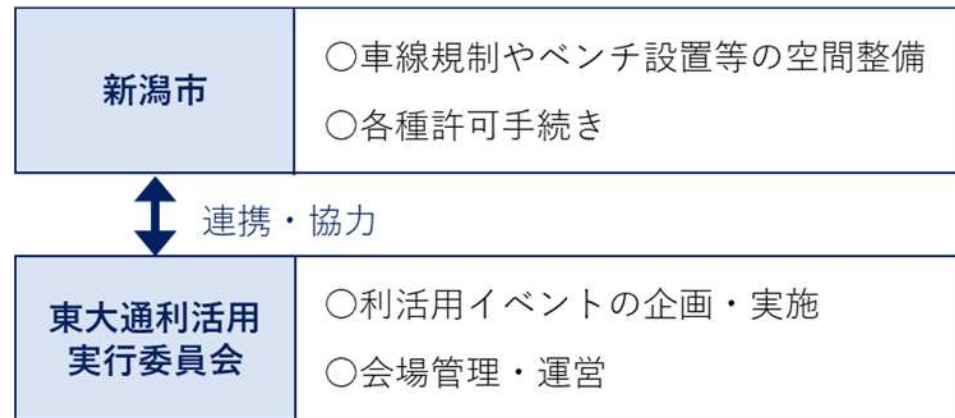 新潟市
○車線規制やベンチ設置等の空間整備
○各種許可手続き
連携・協力
東大通利活用
実行委員会
○利活用イベントの企画・実施
○会場管理・運営